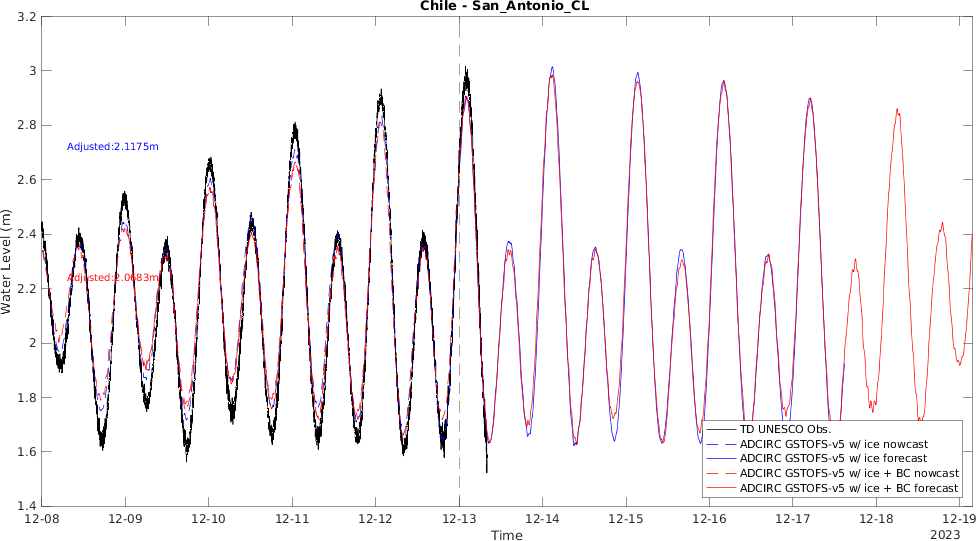 Chile - San_Antonio_CL
3.2
3
2.8
2.6
2.4
2.2
2
1.8
1.6
1.4
Water Level (m)
Adjusted:2.1175m
Adjusted:2.0683m
TD UNESCO Obs.
ADCIRC GSTOFS-v5 w/ ice nowcast
ADCIRC GSTOFS-v5 w/ ice forecast
ADCIRC GSTOFS-v5 w/ ice + BC nowcast
ADCIRC GSTOFS-v5 w/ ice + BC forecast
12-08 12-09 12-10 12-11 12-12 12-13 12-14 12-15 12-16 12-17 12-18 12-19
Time
2023